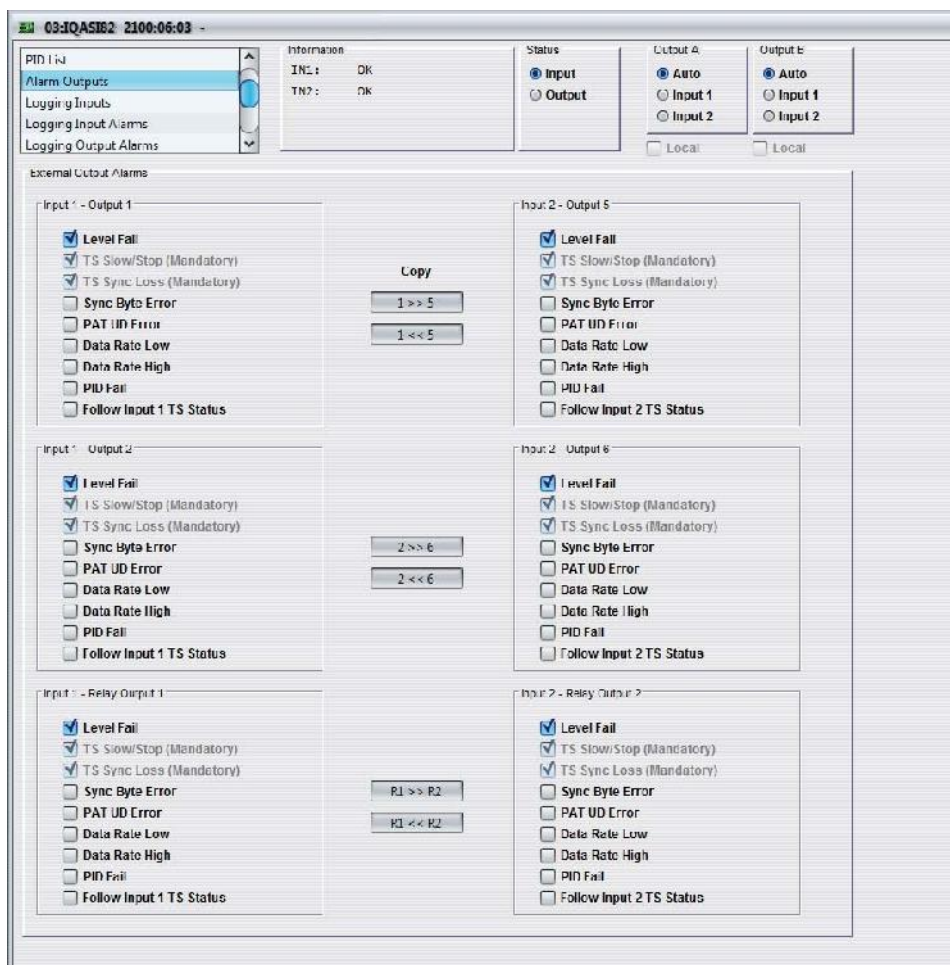 03:IQASI82 2100:06:03 -
PID List
Alarm Outputs
Logging Inputs
Logging Input Alarms
Logging Output Alarms
Information
IN1: OK
IN2: OK
Status
Input
Output
Output A
Auto
Input 1
Input 2
Local
Output B
Auto
Input 1
Input 2
Local
External Output Alarms
Input 1 - Output 1
Level Fail
TS Slow/Stop (Mandatory)
TS Sync Loss (Mandatory)
Sync Byte Error
PAT UD Error
Data Rate Low
Data Rate High
PID Fail
Follow Input 1 TS Status
Copy
1 >> 5
1 << 5
Input 2 - Output 5
Level Fail
TS Slow/Stop (Mandatory)
TS Sync Loss (Mandatory)
Sync Byte Error
PAT UD Error
Data Rate Low
Data Rate High
PID Fail
Follow Input 2 TS Status
Input 1 - Output 2
Level Fail
TS Slow/Stop (Mandatory)
TS Sync Loss (Mandatory)
Sync Byte Error
PAT UD Error
Data Rate Low
Data Rate High
PID Fail
Follow Input 1 TS Status
2 >> 6
2 << 6
Input 2 - Output 6
Level Fail
TS Slow/Stop (Mandatory)
TS Sync Loss (Mandatory)
Sync Byte Error
PAT UD Error
Data Rate Low
Data Rate High
PID Fail
Follow Input 2 TS Status
Input 1 - Relay Output 1
Level Fail
TS Slow/Stop (Mandatory)
TS Sync Loss (Mandatory)
Sync Byte Error
PAT UD Error
Data Rate Low
Data Rate High
PID Fail
Follow Input 1 TS Status
R1 >> R2
R1 << R2
Input 2 - Relay Output 2
Level Fail
TS Slow/Stop (Mandatory)
TS Sync Loss (Mandatory)
Sync Byte Error
PAT UD Error
Data Rate Low
Data Rate High
PID Fail
Follow Input 2 TS Status